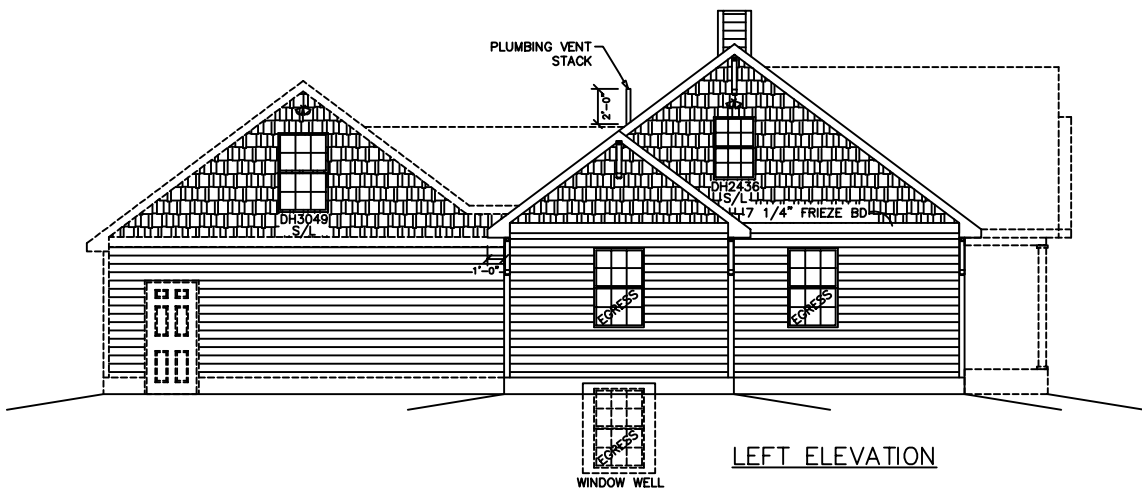 PLUMBING VENT
STACK
2'-0"
DH2436
S/L
7 1/4" FRIEZE BD
DH3049
S/L
1'-0"
EGRESS
EGRESS
EGRESS
LEFT ELEVATION
WINDOW WELL